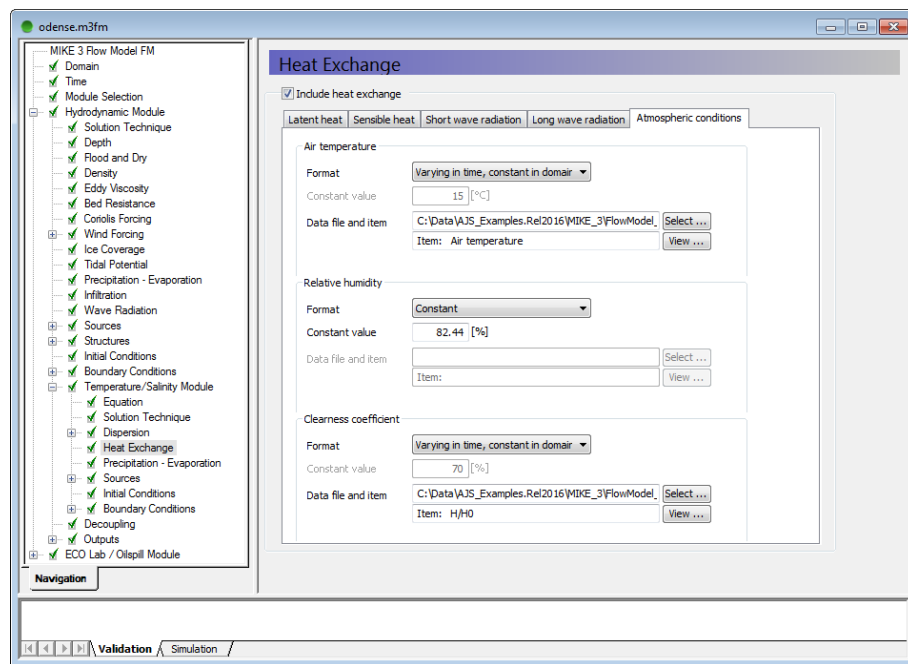 odense.m3fm
MIKE 3 Flow Model FM
Domain
Time
Module Selection
Hydrodynamic Module
Solution Technique
Depth
Flood and Dry
Density
Eddy Viscosity
Bed Resistance
Coriolis Forcing
Wind Forcing
Ice Coverage
Tidal Potential
Precipitation - Evaporation
Infiltration
Wave Radiation
Sources
Structures
Initial Conditions
Boundary Conditions
Temperature/Salinity Module
Equation
Solution Technique
Dispersion
Heat Exchange
Precipitation - Evaporation
Sources
Initial Conditions
Boundary Conditions
Decoupling
Outputs
ECO Lab / Oilspill Module
Navigation
Heat Exchange
Include heat exchange
Latent heat Sensible heat Short wave radiation Long wave radiation Atmospheric conditions
Air temperature
Format Varying in time, constant in domair
Constant value 15 [°C]
Data file and item C:\Data\AJS_Examples.Rel2016\MIKE_3\FlowModel_ Select ...
Item: Air temperature View ...
Relative humidity
Format Constant
Constant value 82.44 [%]
Data file and item Select ...
Item: View ...
Clearness coefficient
Format Varying in time, constant in domair
Constant value 70 [%]
Data file and item C:\Data\AJS_Examples.Rel2016\MIKE_3\FlowModel_ Select ...
Item: H/H0 View ...
Validation Simulation